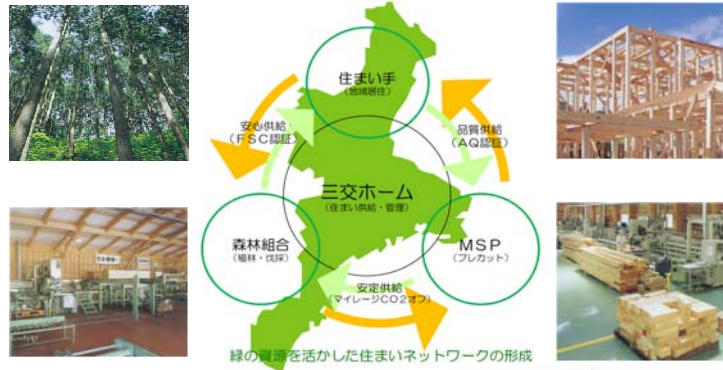 住まい手
(地域居住)
安心供給
(FSC認証)
品質供給
(AQ認証)
三交ホーム
(住まい供給・管理)
森林組合
(植林・伐採)
MSP
(プレカット)
安定供給
(マイレージCO2オフ)
緑の資源を活かした住まいネットワークの形成